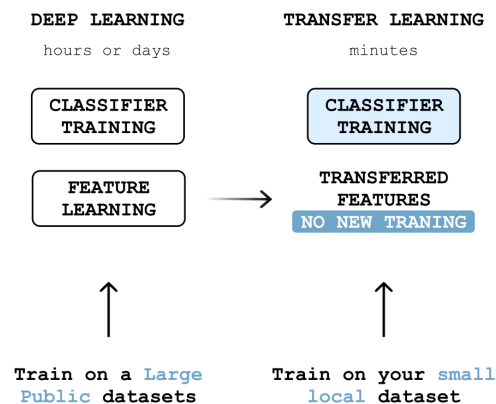 DEEP LEARNING
hours or days
CLASSIFIER
TRAINING
FEATURE
LEARNING
Train on a Large
Public datasets
TRANSFER LEARNING
minutes
CLASSIFIER
TRAINING
TRANSFERRED
FEATURES
NO NEW TRANING
Train on your small
local dataset